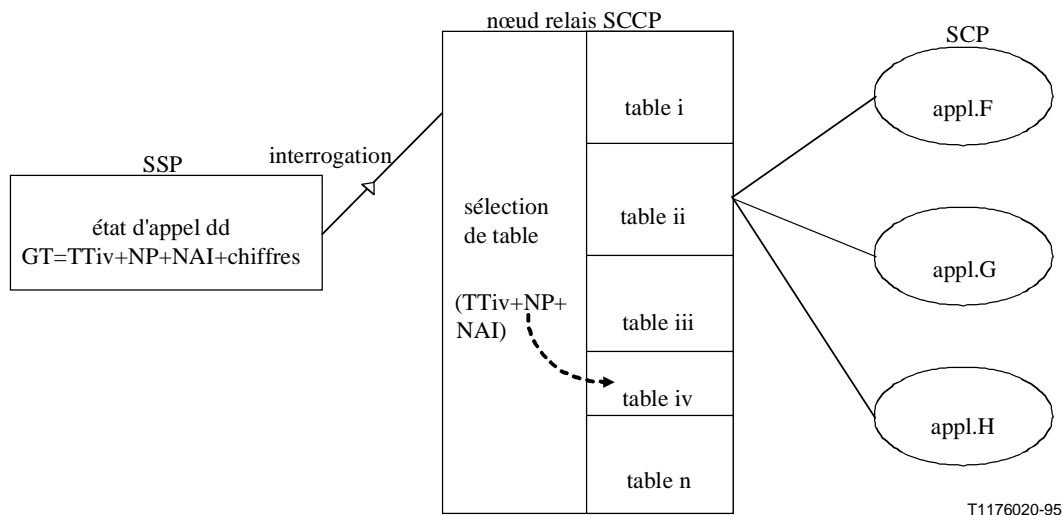 nœud relais SCCP
SCP
SSP
interrogation
état d'appel dd
GT=TTiv+NP+NAI+chiffres
sélection
de table
(TTiv+NP+
NAI)
table i
table ii
table iii
table iv
table n
appl.F
appl.G
appl.H
T1176020-95